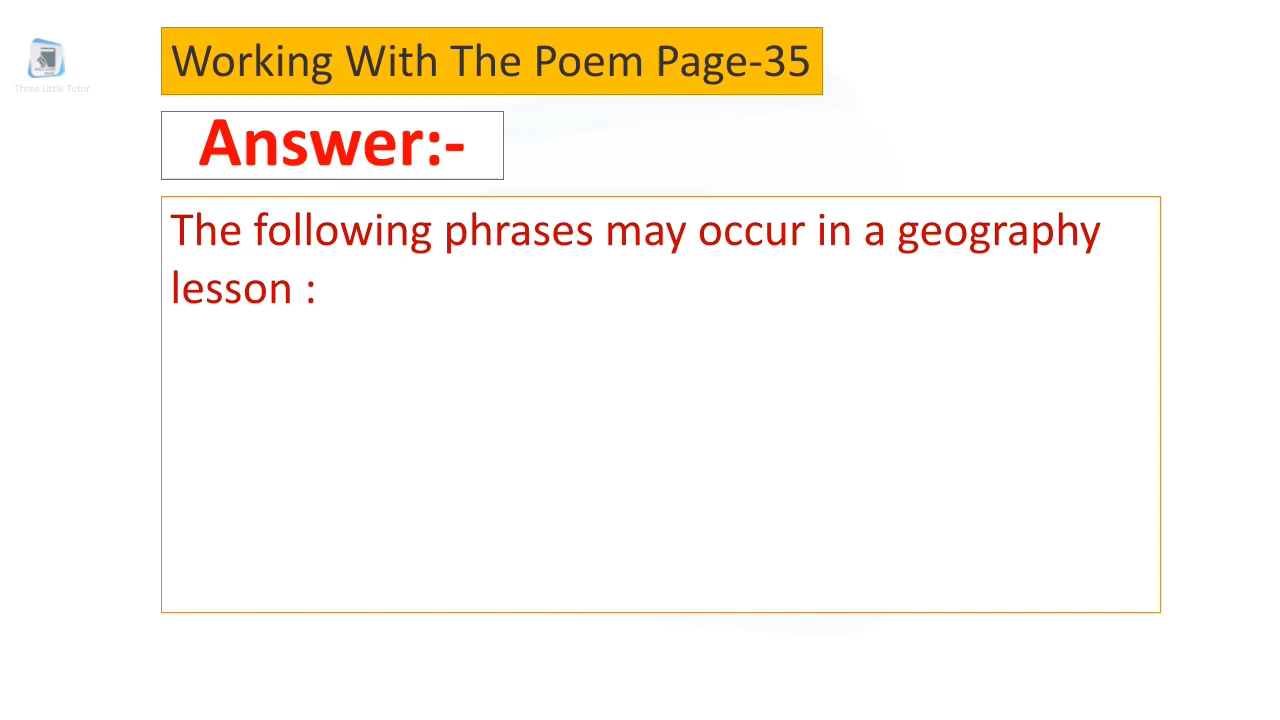 Working With The Poem Page-35
Three Little Tutor
Answer:-
The following phrases may occur in a geography
lesson :